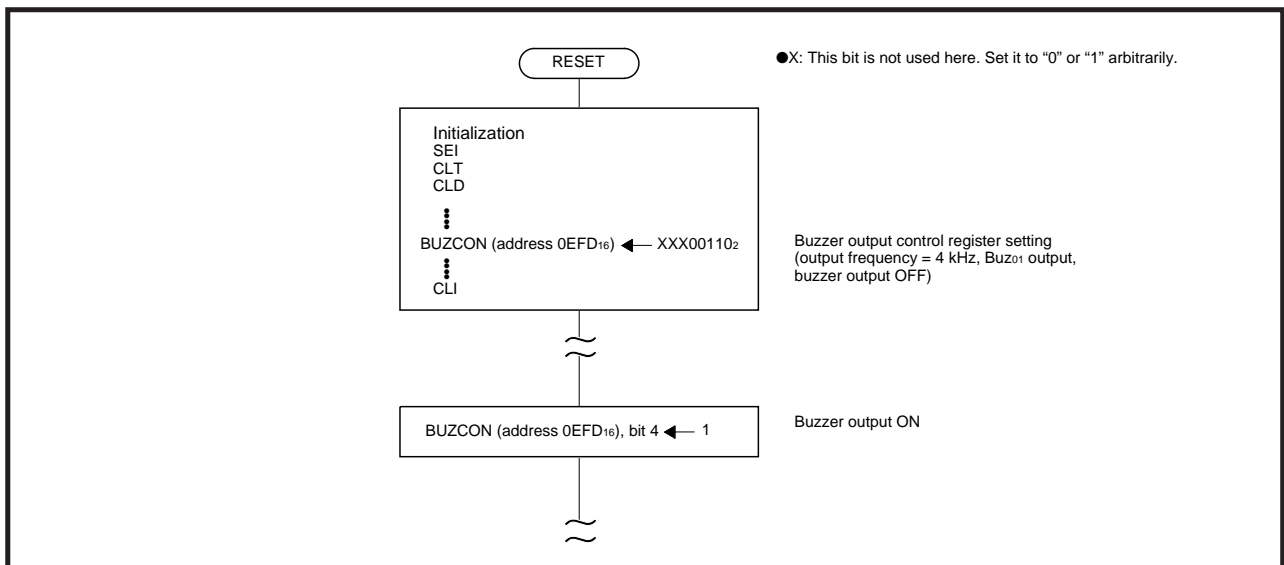 RESET
●X: This bit is not used here. Set it to “0” or “1” arbitrarily.
Initialization
SEI
CLT
CLD
BUZCON (address 0EFD16) ← XXX001102
Buzzer output control register setting
(output frequency = 4 kHz, Buz01 output,
buzzer output OFF)
CLI
BUZCON (address 0EFD16), bit 4 ← 1
Buzzer output ON